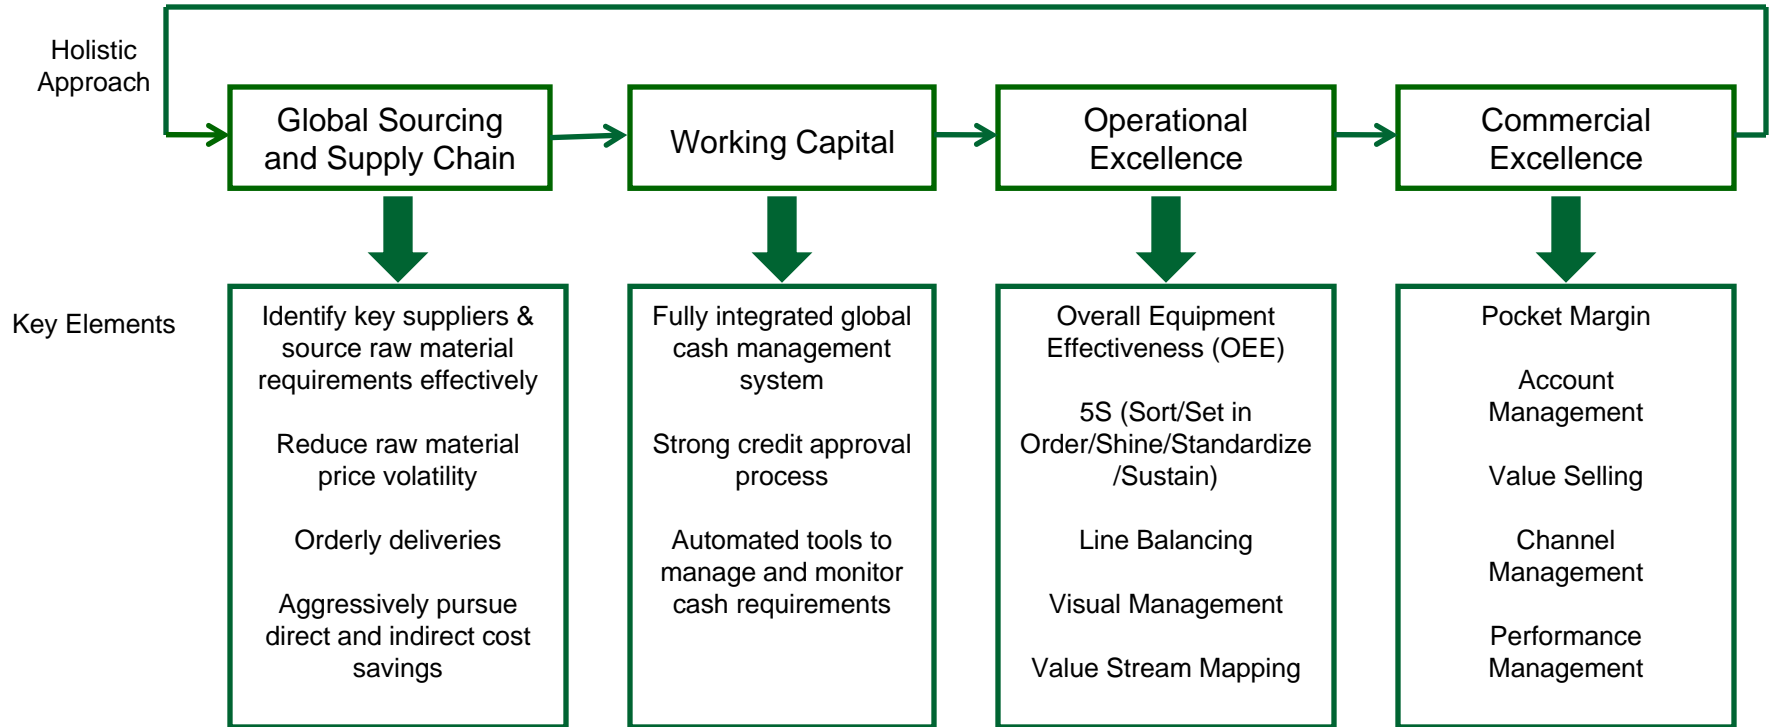 Holistic
Approach
Global Sourcing
and Supply Chain
Working Capital
Operational
Excellence
Commercial
Excellence
Key Elements
Identify key suppliers &
source raw material
requirements effectively
Reduce raw material
price volatility
Orderly deliveries
Aggressively pursue
direct and indirect cost
savings
Fully integrated global
cash management
system
Strong credit approval
process
Automated tools to
manage and monitor
cash requirements
Overall Equipment
Effectiveness (OEE)
5S (Sort/Set in
Order/Shine/Standardize
/Sustain)
Line Balancing
Visual Management
Value Stream Mapping
Pocket Margin
Account
Management
Value Selling
Channel
Management
Performance
Management